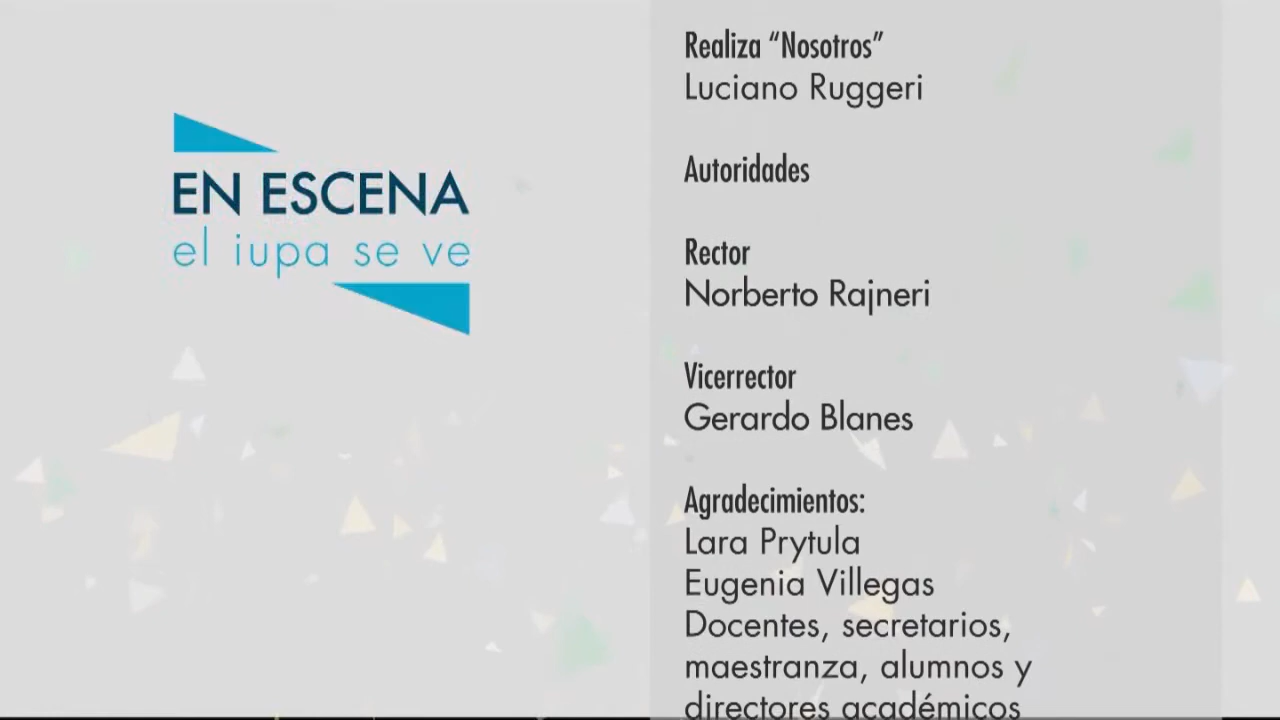 EN ESCENA
el iupa se ve
Realiza “Nosotros”
Luciano Ruggeri
Autoridades
Rector
Norberto Rajneri
Vicerrector
Gerardo Blanes
Agradecimientos:
Lara Prytula
Eugenia Villegas
Docentes, secretarios,
maestranza, alumnos y
directores académicos